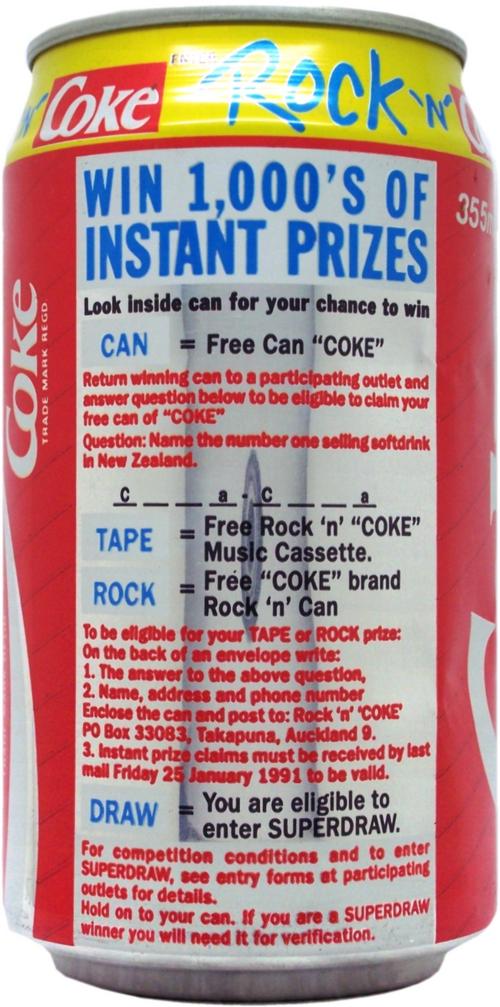 ENTER
Coke Rock 'N'
355
Coke
TRADE MARK REGD
WIN 1,000'S OF
INSTANT PRIZES
Look inside can for your chance to win
CAN = Free Can "COKE"
Return winning can to a participating outlet and
answer question below to be eligible to claim your
free can of "COKE"
Question: Name the number one selling softdrink
in New Zealand.
C _ _ _ a - C _ _ _ a
TAPE = Free Rock 'n' "COKE"
Music Cassette.
ROCK = Free "COKE" brand
Rock 'n' Can
To be eligible for your TAPE or ROCK prize:
On the back of an envelope write:
1. The answer to the above question,
2. Name, address and phone number
Enclose the can and post to: Rock 'n' 'COKE'
PO Box 33083, Takapuna, Auckland 9.
3. Instant prize claims must be received by last
mail Friday 25 January 1991 to be valid.
DRAW = You are eligible to
enter SUPERDRAW.
For competition conditions and to enter
SUPERDRAW, see entry forms at participating
outlets for details.
Hold on to your can. If you are a SUPERDRAW
winner you will need it for verification.